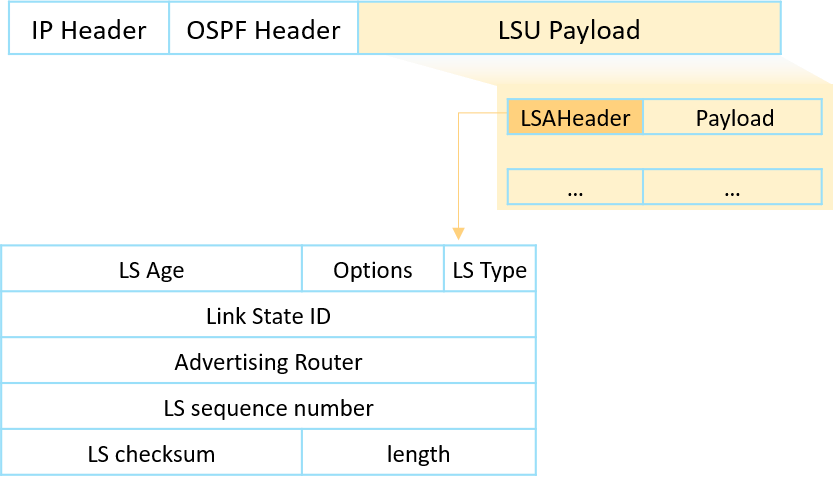 IP Header OSPF Header LSU Payload
LSAHeader Payload
... ...
LS Age Options LS Type
Link State ID
Advertising Router
LS sequence number
LS checksum length